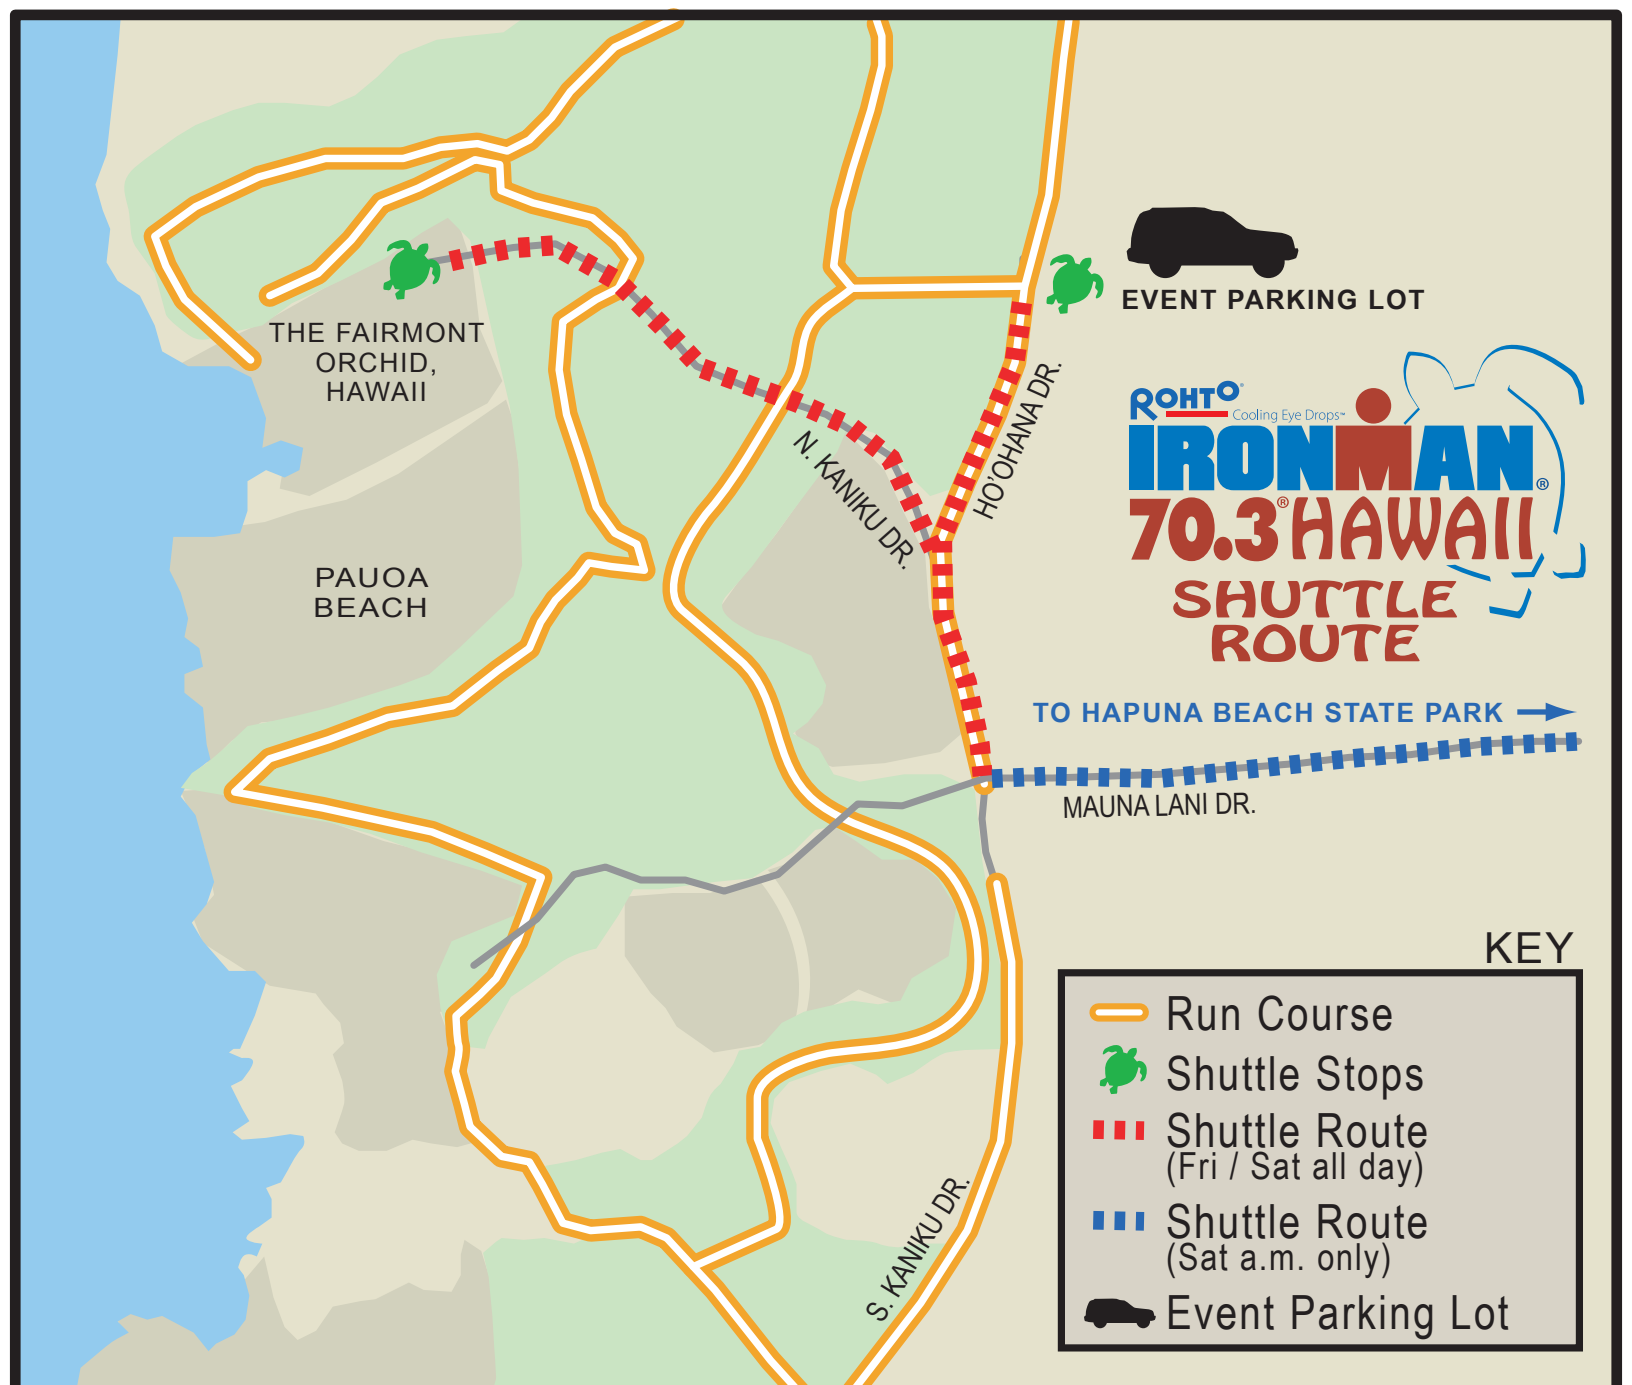 EVENT PARKING LOT
THE FAIRMONT
ORCHID,
HAWAII
HO'OHANA DR.
N. KANIKU DR.
ROHTO®
Cooling Eye Drops™
IRONMAN®
70.3® HAWAII
SHUTTLE
ROUTE
PAUOA
BEACH
TO HAPUNA BEACH STATE PARK
MAUNA LANI DR.
S. KANIKU DR.
KEY
Run Course
Shuttle Stops
Shuttle Route
(Fri / Sat all day)
Shuttle Route
(Sat a.m. only)
Event Parking Lot